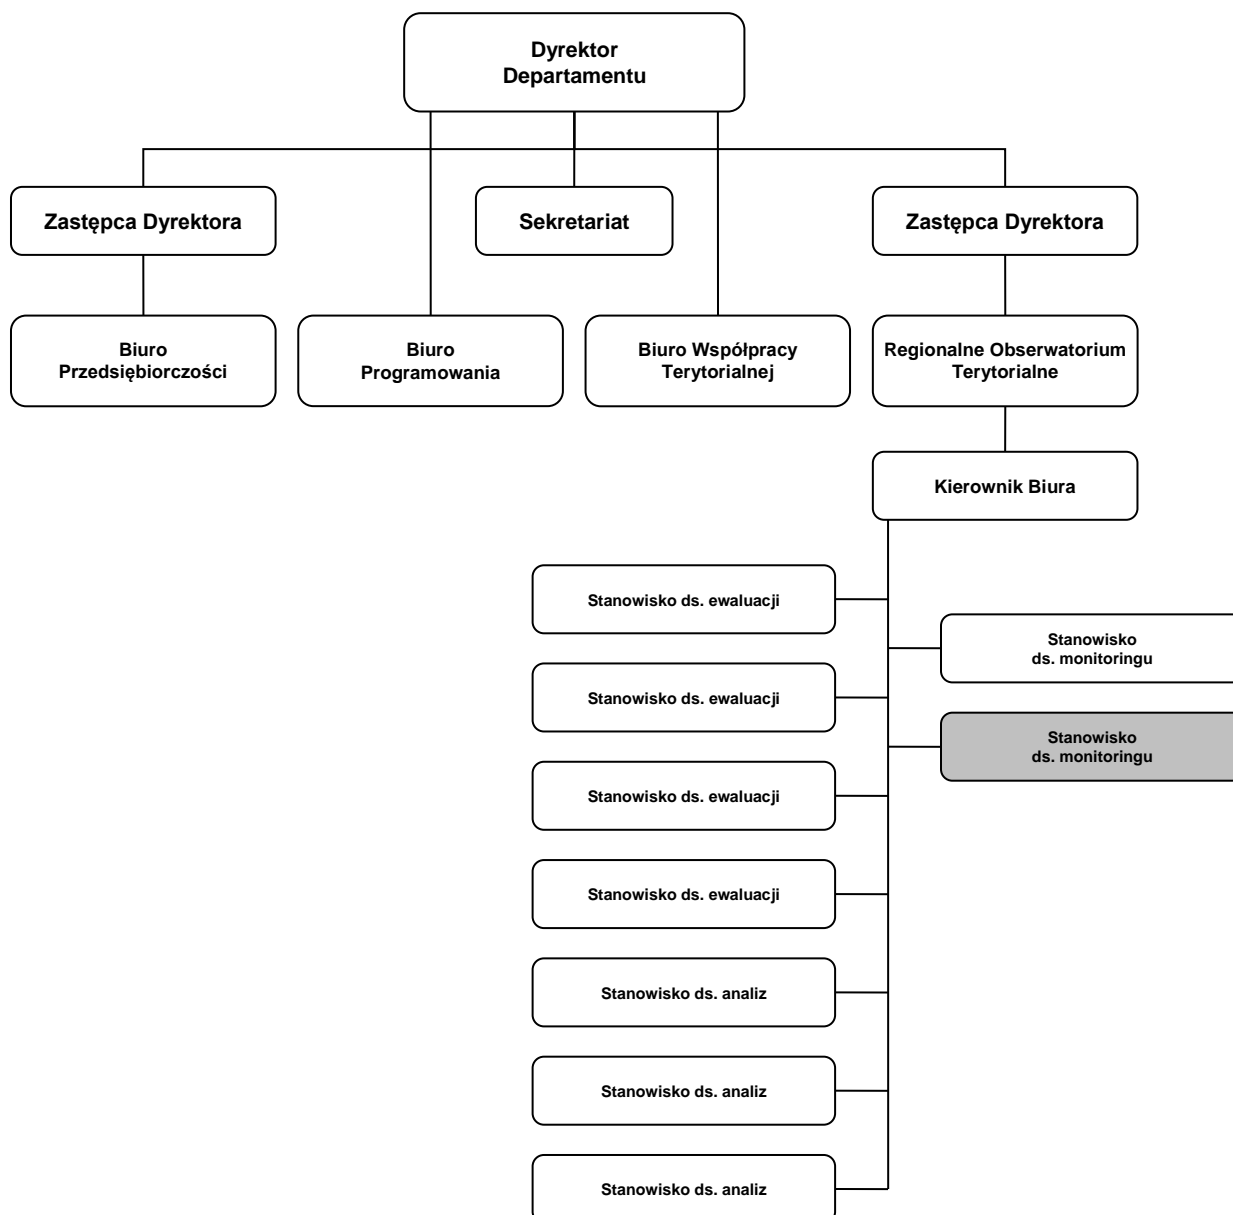 Dyrektor
Departamentu
Zastępca Dyrektora
Sekretariat
Zastępca Dyrektora
Biuro
Przedsiębiorczości
Biuro
Programowania
Biuro Współpracy
Terytorialnej
Regionalne Obserwatorium
Terytorialne
Kierownik Biura
Stanowisko ds. ewaluacji
Stanowisko
ds. monitoringu
Stanowisko ds. ewaluacji
Stanowisko
ds. monitoringu
Stanowisko ds. ewaluacji
Stanowisko ds. ewaluacji
Stanowisko ds. analiz
Stanowisko ds. analiz
Stanowisko ds. analiz